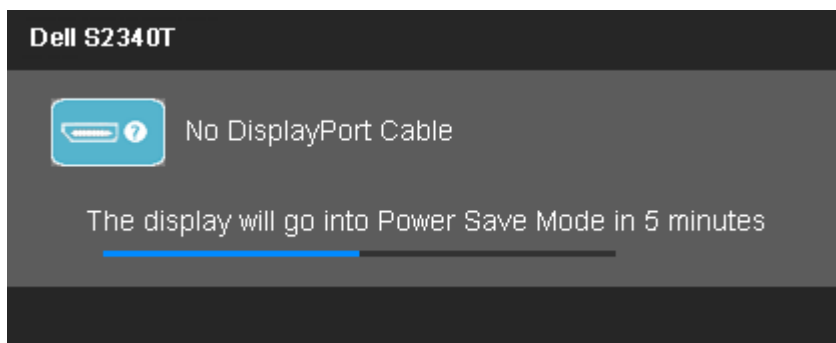 Dell S2340T
? No DisplayPort Cable
The display will go into Power Save Mode in 5 minutes